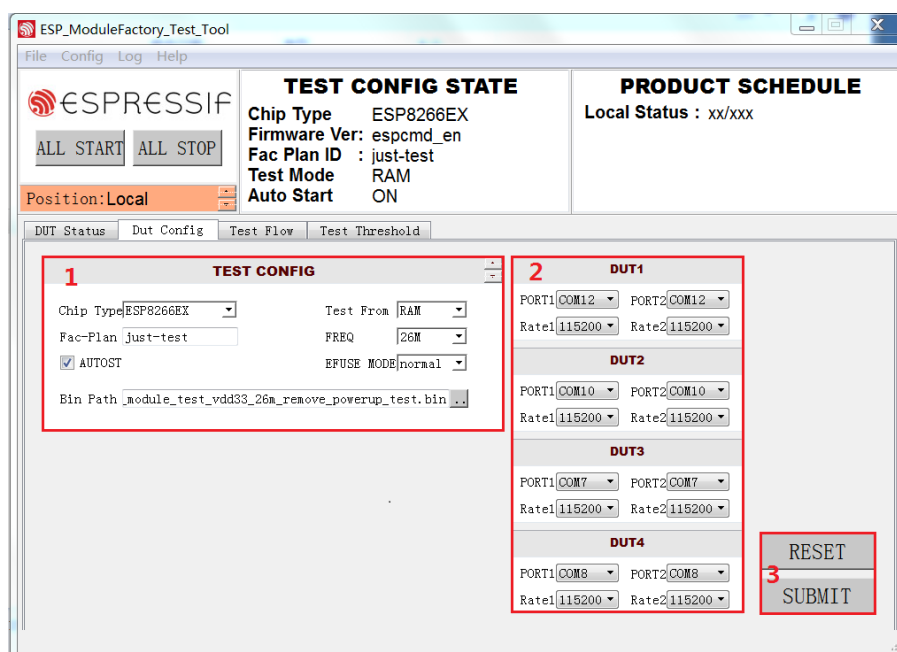 ESP_ModuleFactory_Test_Tool
File Config Log Help
ESPRESSIF
ALL START ALL STOP
Position:Local
TEST CONFIG STATE
Chip Type ESP8266EX
Firmware Ver: espcmd_en
Fac Plan ID : just-test
Test Mode RAM
Auto Start ON
PRODUCT SCHEDULE
Local Status : xx/xxx
DUT Status Dut Config Test Flow Test Threshold
1 TEST CONFIG
Chip Type ESP8266EX Test From RAM
Fac-Plan just-test FREQ 26M
AUTOST EFUSE MODE normal
Bin Path _module_test_vdd33_26m_remove_powerup_test.bin ..
2 DUT1
PORT1 COM12 PORT2 COM12
Rate1 115200 Rate2 115200
DUT2
PORT1 COM10 PORT2 COM10
Rate1 115200 Rate2 115200
DUT3
PORT1 COM7 PORT2 COM7
Rate1 115200 Rate2 115200
DUT4
PORT1 COM8 PORT2 COM8
Rate1 115200 Rate2 115200
3
RESET
SUBMIT